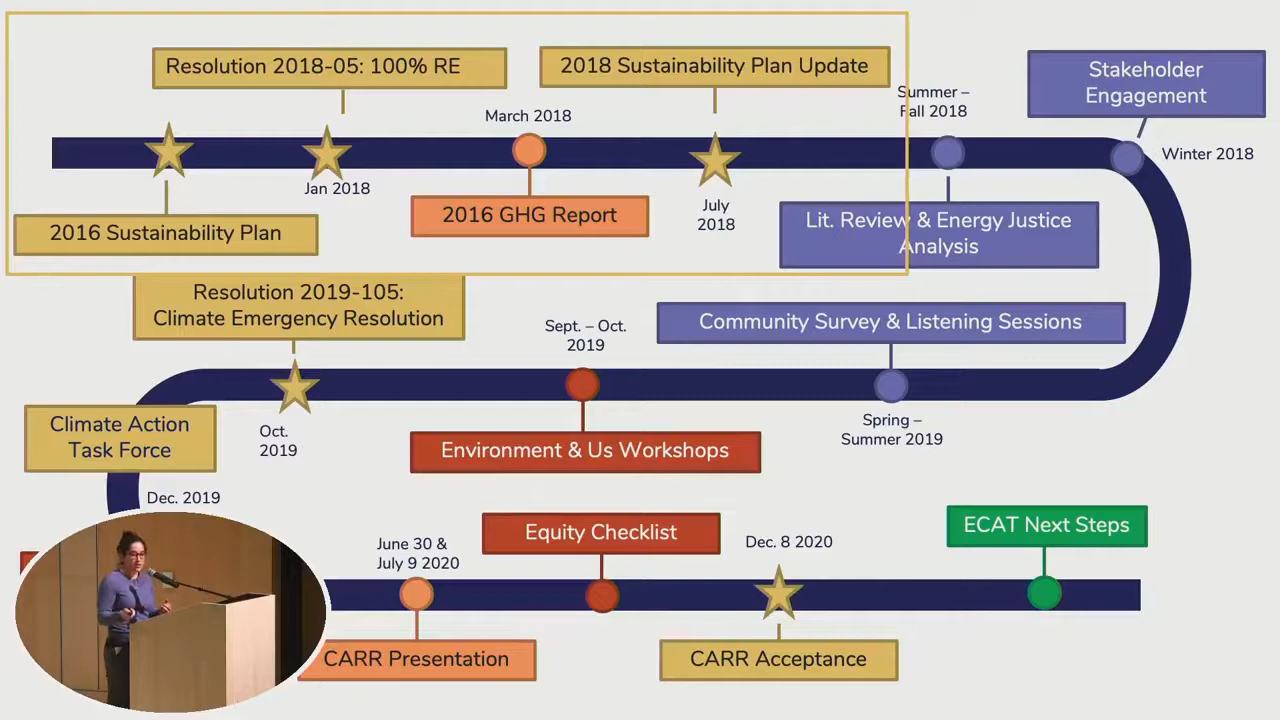 Resolution 2018-05: 100% RE
2018 Sustainability Plan Update
Summer –
Fall 2018
Stakeholder
Engagement
March 2018
Winter 2018
Jan 2018
July
2018
2016 Sustainability Plan
2016 GHG Report
Lit. Review & Energy Justice
Analysis
Resolution 2019-105:
Climate Emergency Resolution
Sept. – Oct.
2019
Community Survey & Listening Sessions
Climate Action
Task Force
Oct.
2019
Environment & Us Workshops
Spring –
Summer 2019
Dec. 2019
June 30 &
July 9 2020
Equity Checklist
Dec. 8 2020
ECAT Next Steps
CARR Presentation
CARR Acceptance